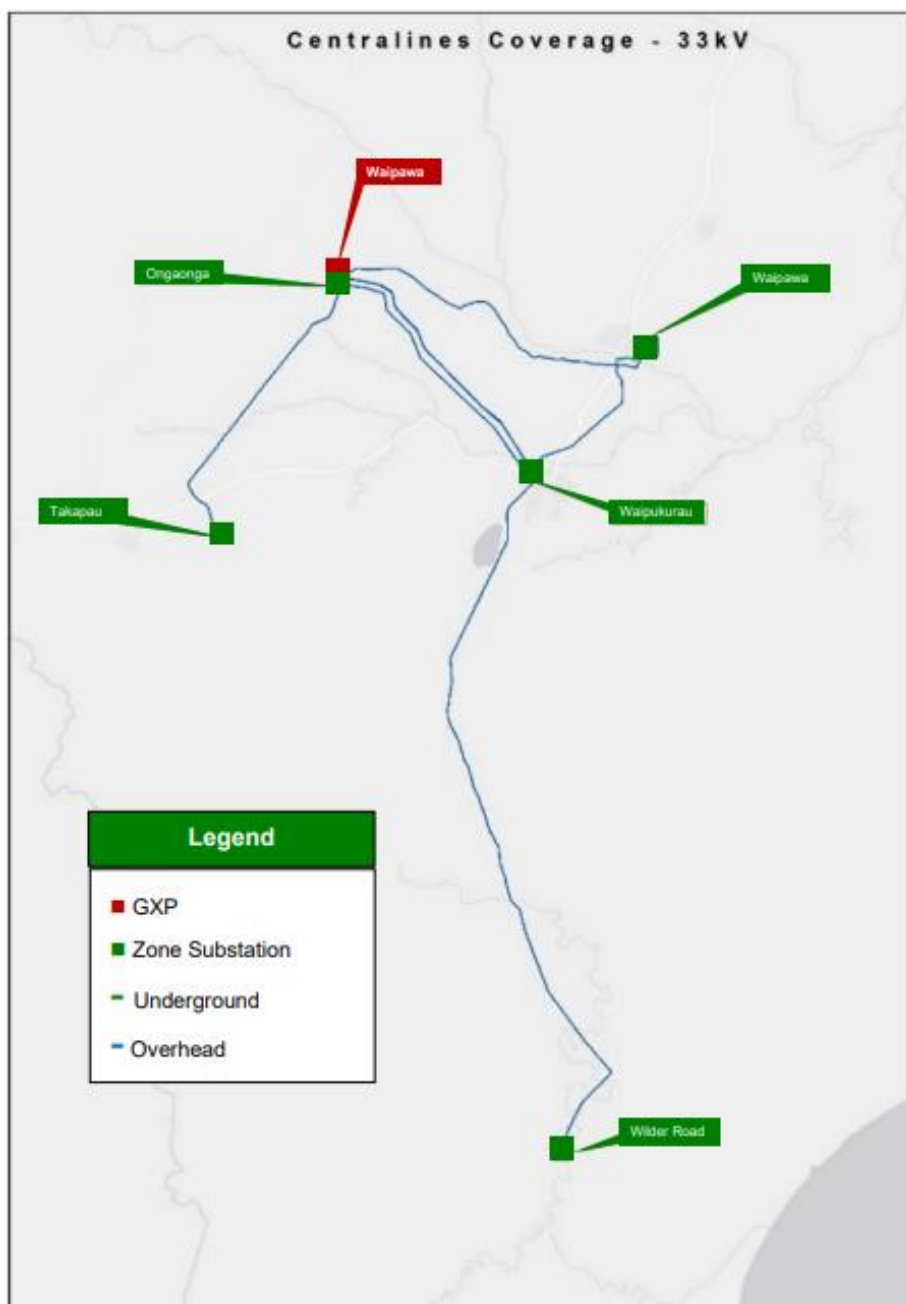 Centralines Coverage - 33kV
Waipawa
Ongaonga
Waipawa
Takapau
Waipukurau
Legend
GXP
Zone Substation
Underground
Overhead
Wilder Road